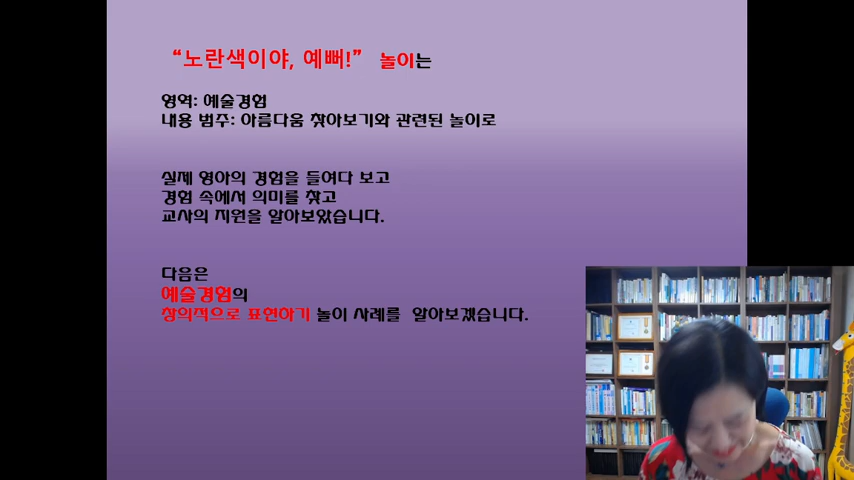 “노란색이야, 예뻐!” 놀이는
영역: 예술경험
내용 범주: 아름다움 찾아보기와 관련된 놀이로
실제 영아의 경험을 들여다 보고
경험 속에서 의미를 찾고
교사의 지원을 알아보았습니다.
다음은
예술경험의
창의적으로 표현하기 놀이 사례를 알아보겠습니다.